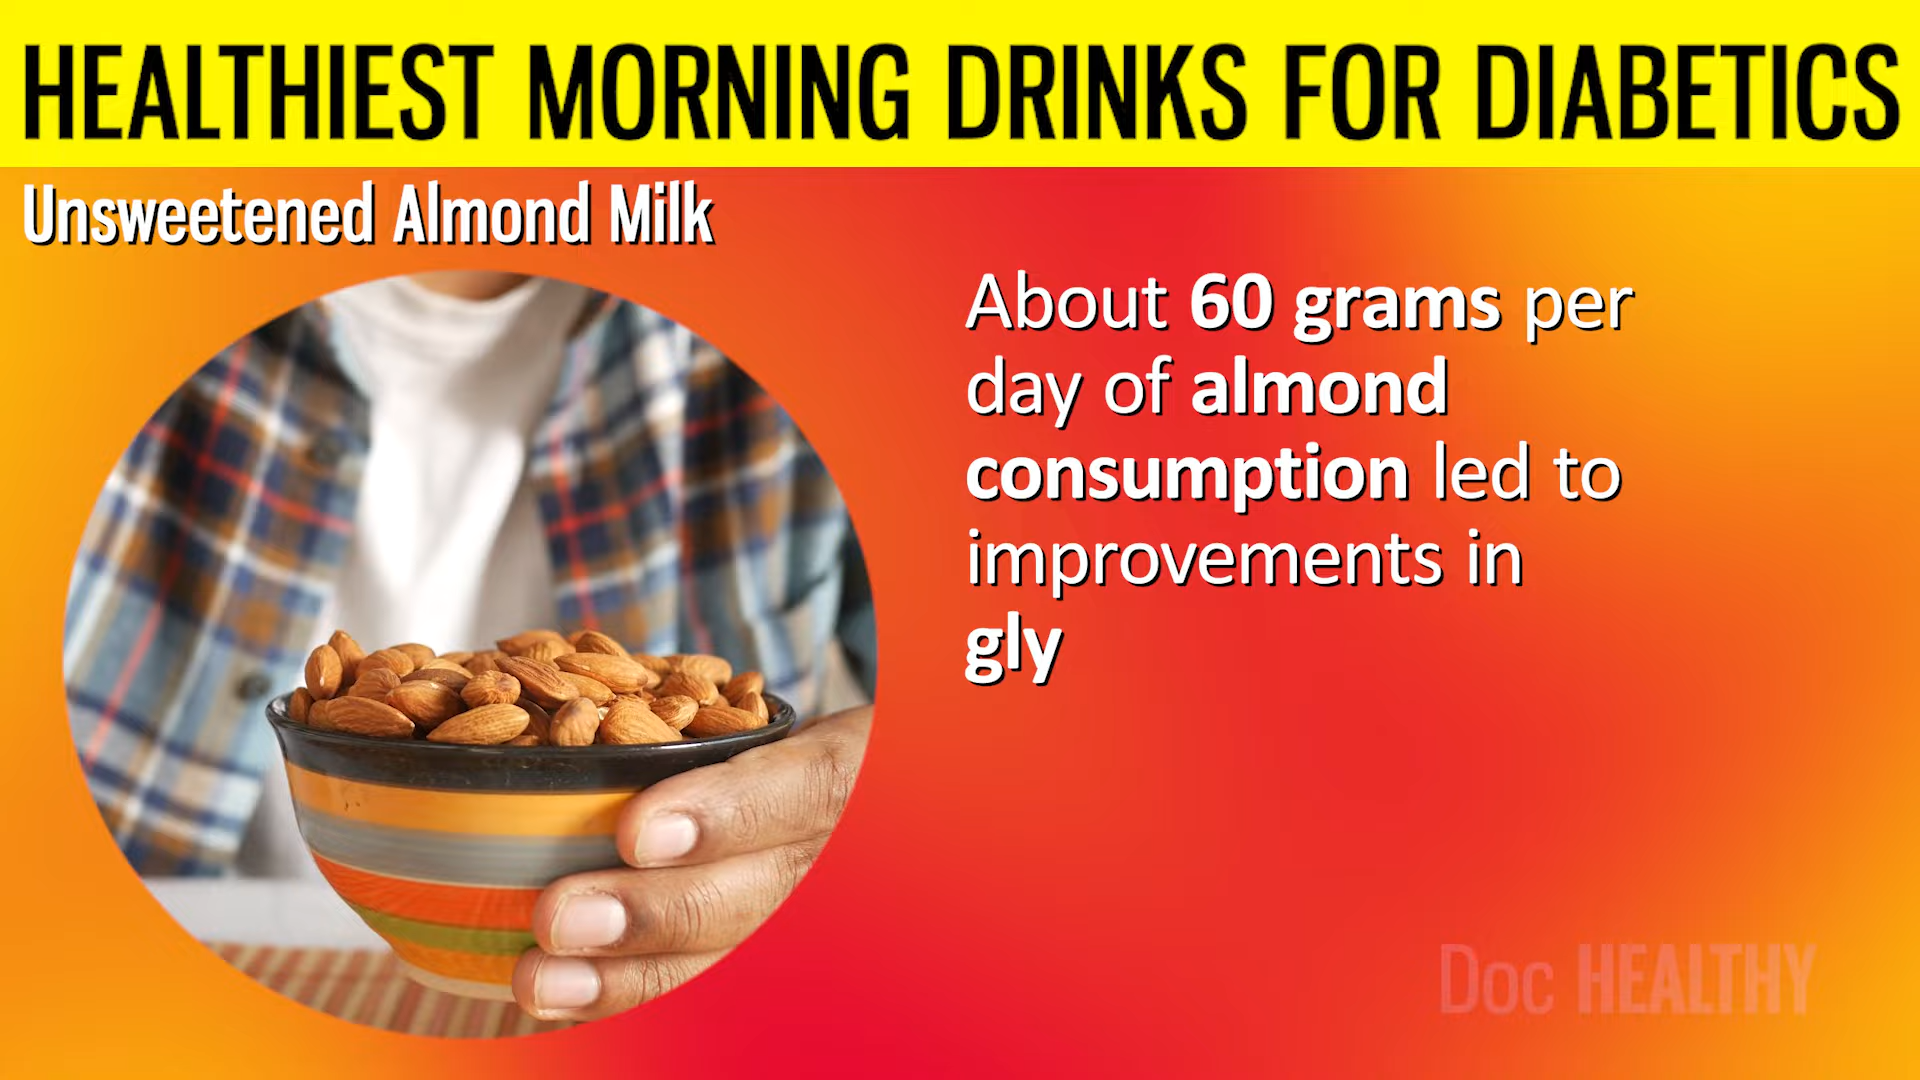 HEALTHIEST MORNING DRINKS FOR DIABETICS
Unsweetened Almond Milk
About 60 grams per
day of almond
consumption led to
improvements in
gly
Doc HEALTHY